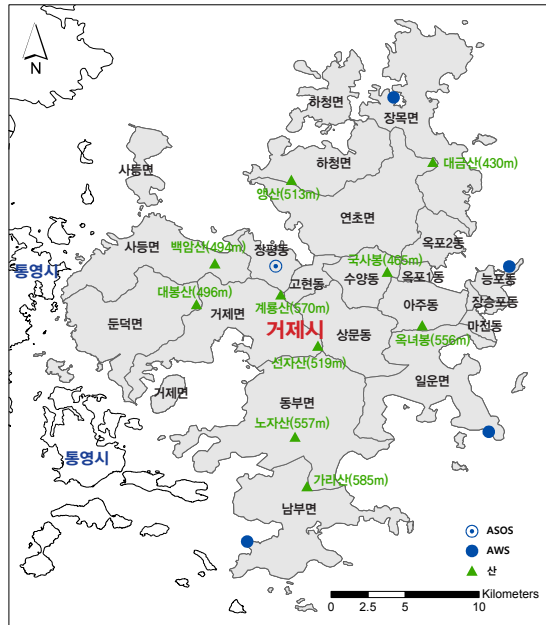 N
하청면
장목면
하청면
대금산(430m)
사등면
앵산(513m)
연초면
옥포2동
사등면
백암산(494m)
장평동
국사봉(465m)
통영시
고현동
수양동
옥포1동
능포동
대봉산(496m)
계룡산(570m)
아주동
장승포동
둔덕면
거제면
거제시
상문동
마전동
옥녀봉(556m)
선자산(519m)
일운면
거제면
동부면
노자산(557m)
통영시
가라산(585m)
남부면
ASOS
AWS
산
Kilometers
0 2.5 5 10